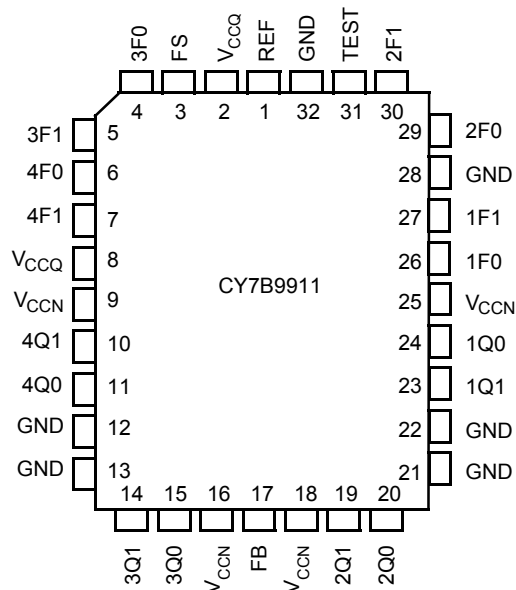 3F0 FS VCCQ REF GND TEST 2F1
4 3 2 1 32 31 30
3F1 5 29 2F0
4F0 6 28 GND
4F1 7 27 1F1
VCCQ 8 26 1F0
CY7B9911
VCCN 9 25 VCCN
4Q1 10 24 1Q0
4Q0 11 23 1Q1
GND 12 22 GND
GND 13 21 GND
14 15 16 17 18 19 20
3Q1 3Q0 VCCN FB VCCN 2Q1 2Q0